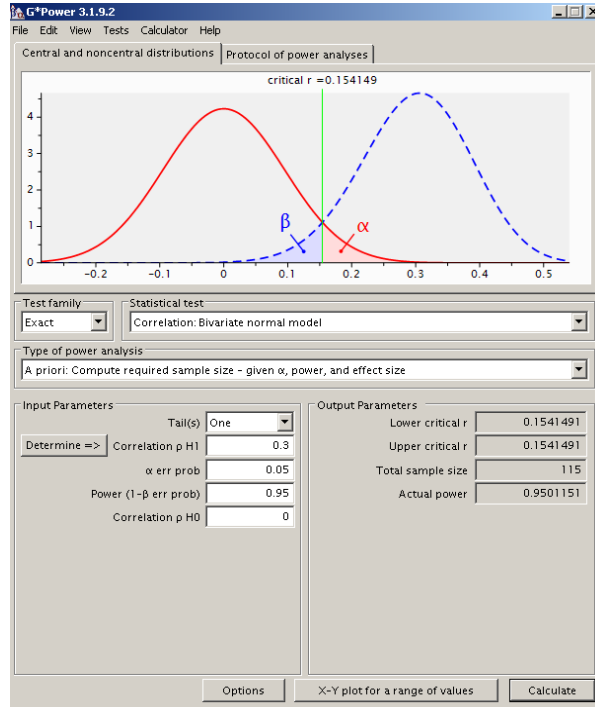 G*Power 3.1.9.2
File Edit View Tests Calculator Help
Central and noncentral distributions Protocol of power analyses
critical r =0.154149
4
3
2
1
0
β α
-0.2 -0.1 0 0.1 0.2 0.3 0.4 0.5
Test family Statistical test
Exact Correlation: Bivariate normal model
Type of power analysis
A priori: Compute required sample size - given α, power, and effect size
Input Parameters Output Parameters
Tail(s) One Lower critical r 0.1541491
Determine => Correlation ρ H1 0.3 Upper critical r 0.1541491
α err prob 0.05 Total sample size 115
Power (1-β err prob) 0.95 Actual power 0.9501151
Correlation ρ H0 0
Options X-Y plot for a range of values Calculate